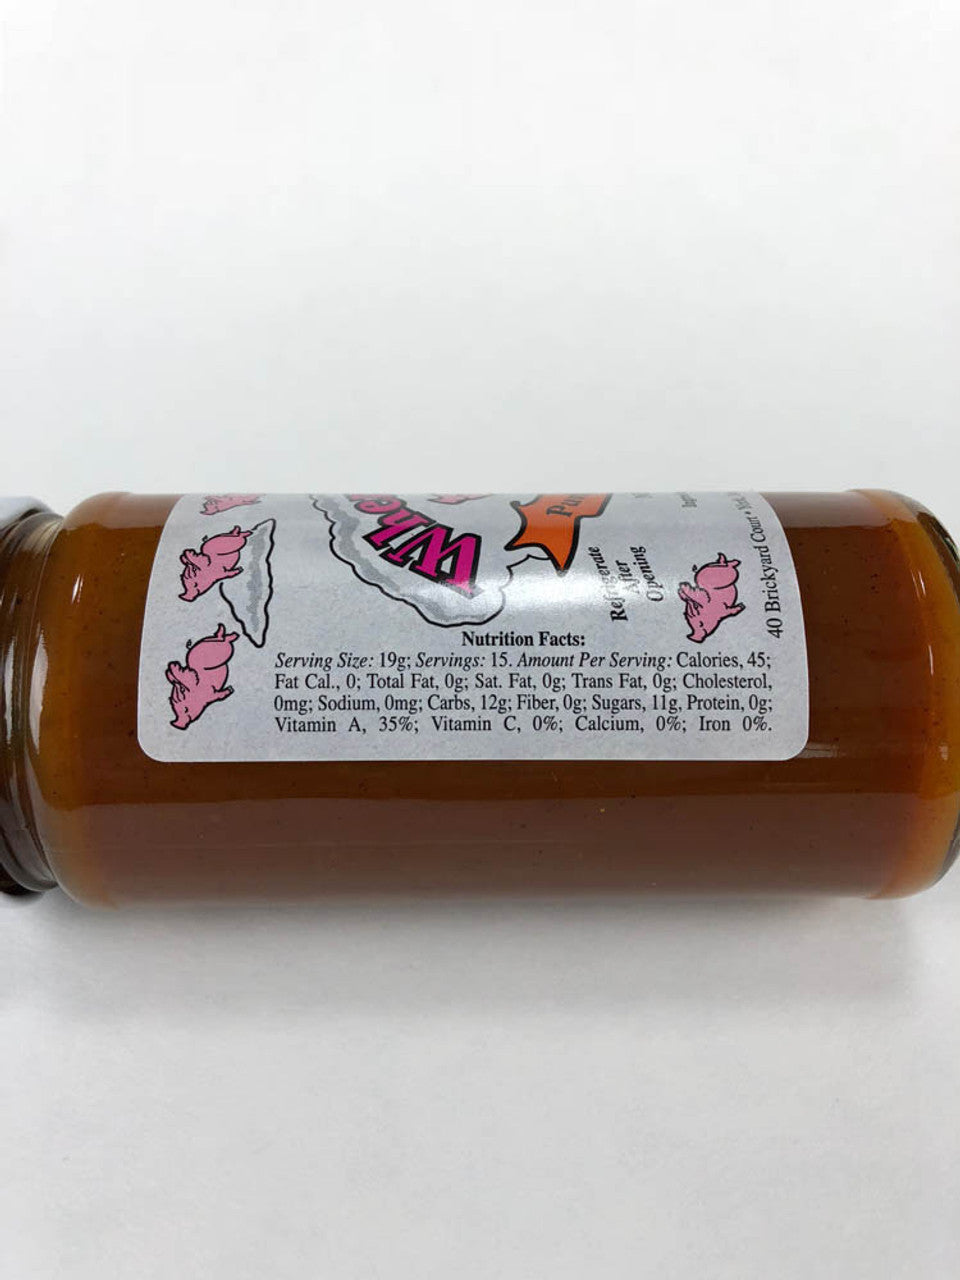 Whe
Pum
Refrigerate
After
Opening
40 Brickyard Court •
Nutrition Facts:
Serving Size: 19g; Servings: 15. Amount Per Serving: Calories, 45;
Fat Cal., 0; Total Fat, 0g; Sat. Fat, 0g; Trans Fat, 0g; Cholesterol,
0mg; Sodium, 0mg; Carbs, 12g; Fiber, 0g; Sugars, 11g, Protein, 0g;
Vitamin A, 35%; Vitamin C, 0%; Calcium, 0%; Iron 0%.